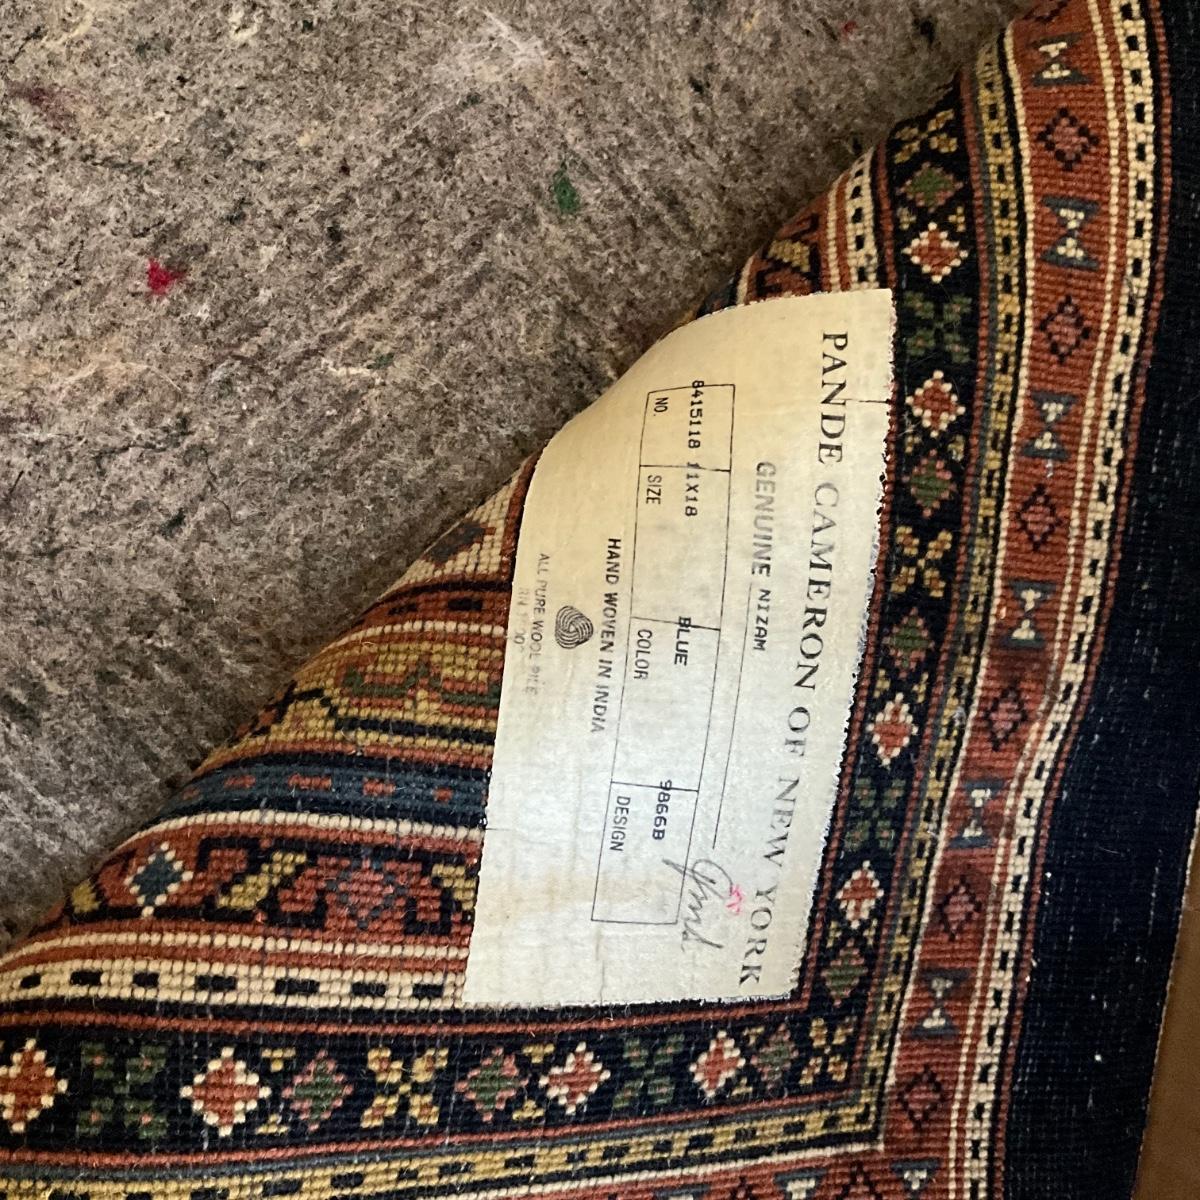 PANDE CAMERON OF NEW YORK
GENUINE NIZAM
8415118 11X18 BLUE 9866B
NO. SIZE COLOR DESIGN
HAND WOVEN IN INDIA
ALL PURE WOOL PILE